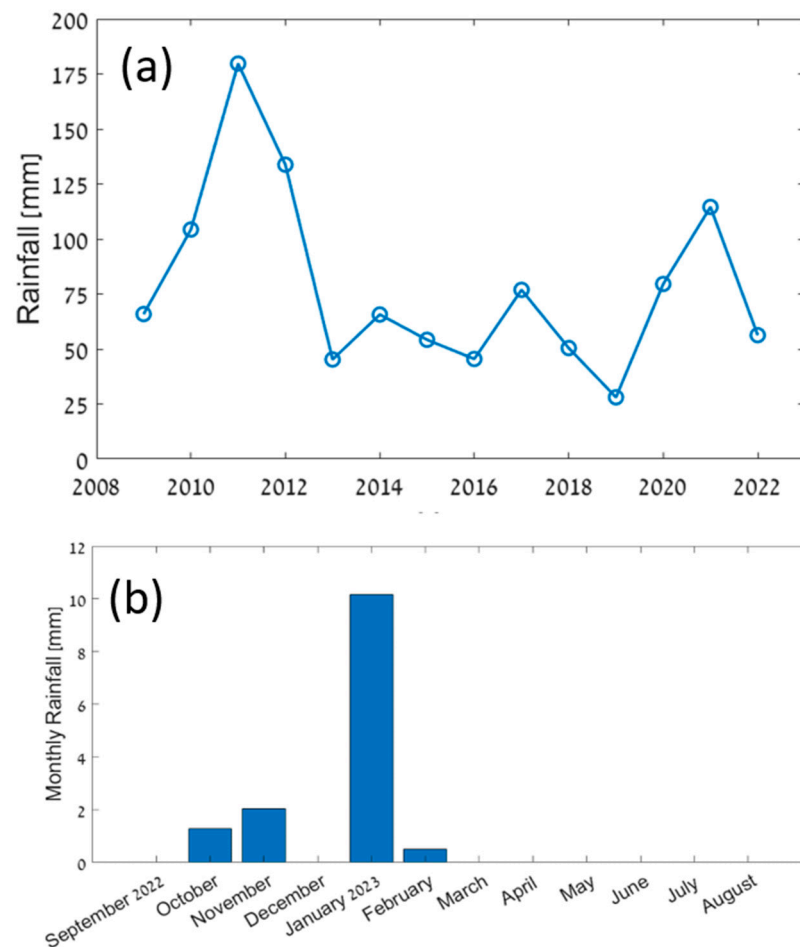 (a)
Rainfall [mm]
200
175
150
125
100
75
50
25
0
2008 2010 2012 2014 2016 2018 2020 2022
(b)
Monthly Rainfall [mm]
12
10
8
6
4
2
0
September 2022 October November December January 2023 February March April May June July August